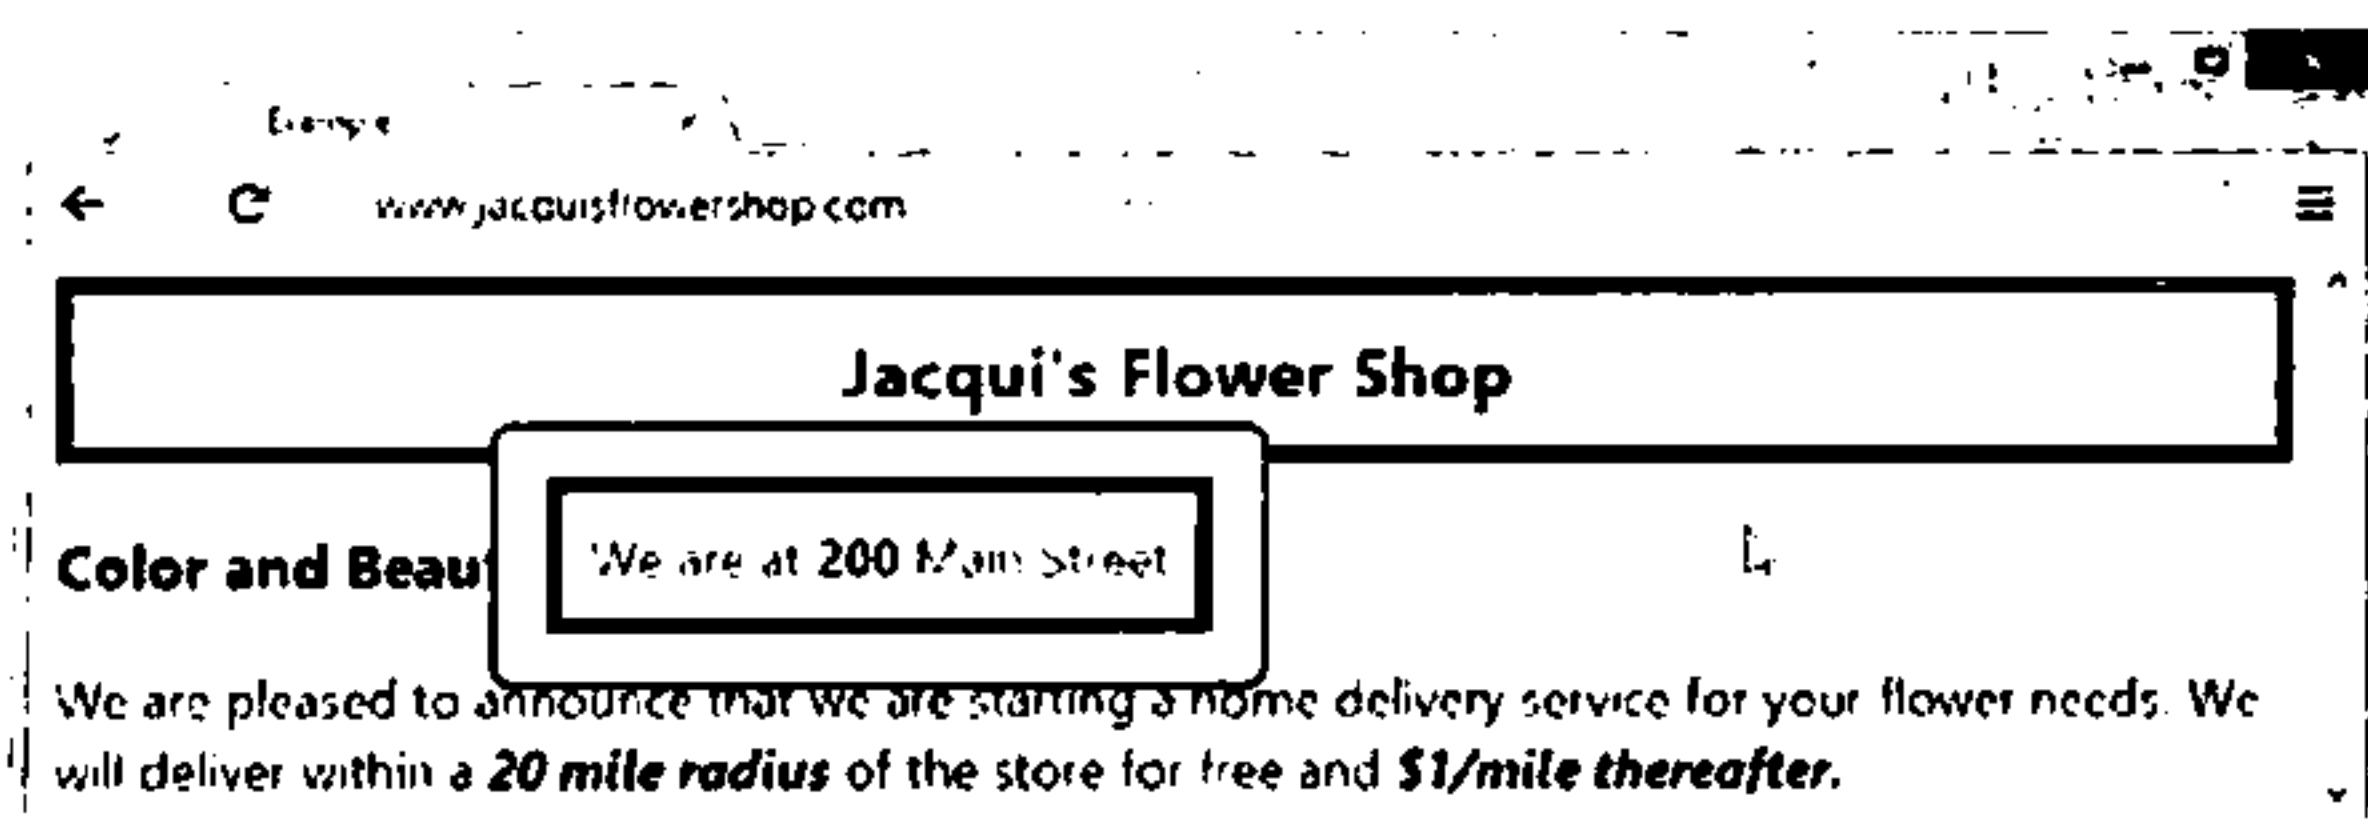 Example
www.jacquisflowershop.com
Jacqui's Flower Shop
We are at 200 Main Street
Color and Beaut
We are pleased to announce that we are starting a home delivery service for your flower needs. We
will deliver within a 20 mile radius of the store for free and $1/mile thereafter.